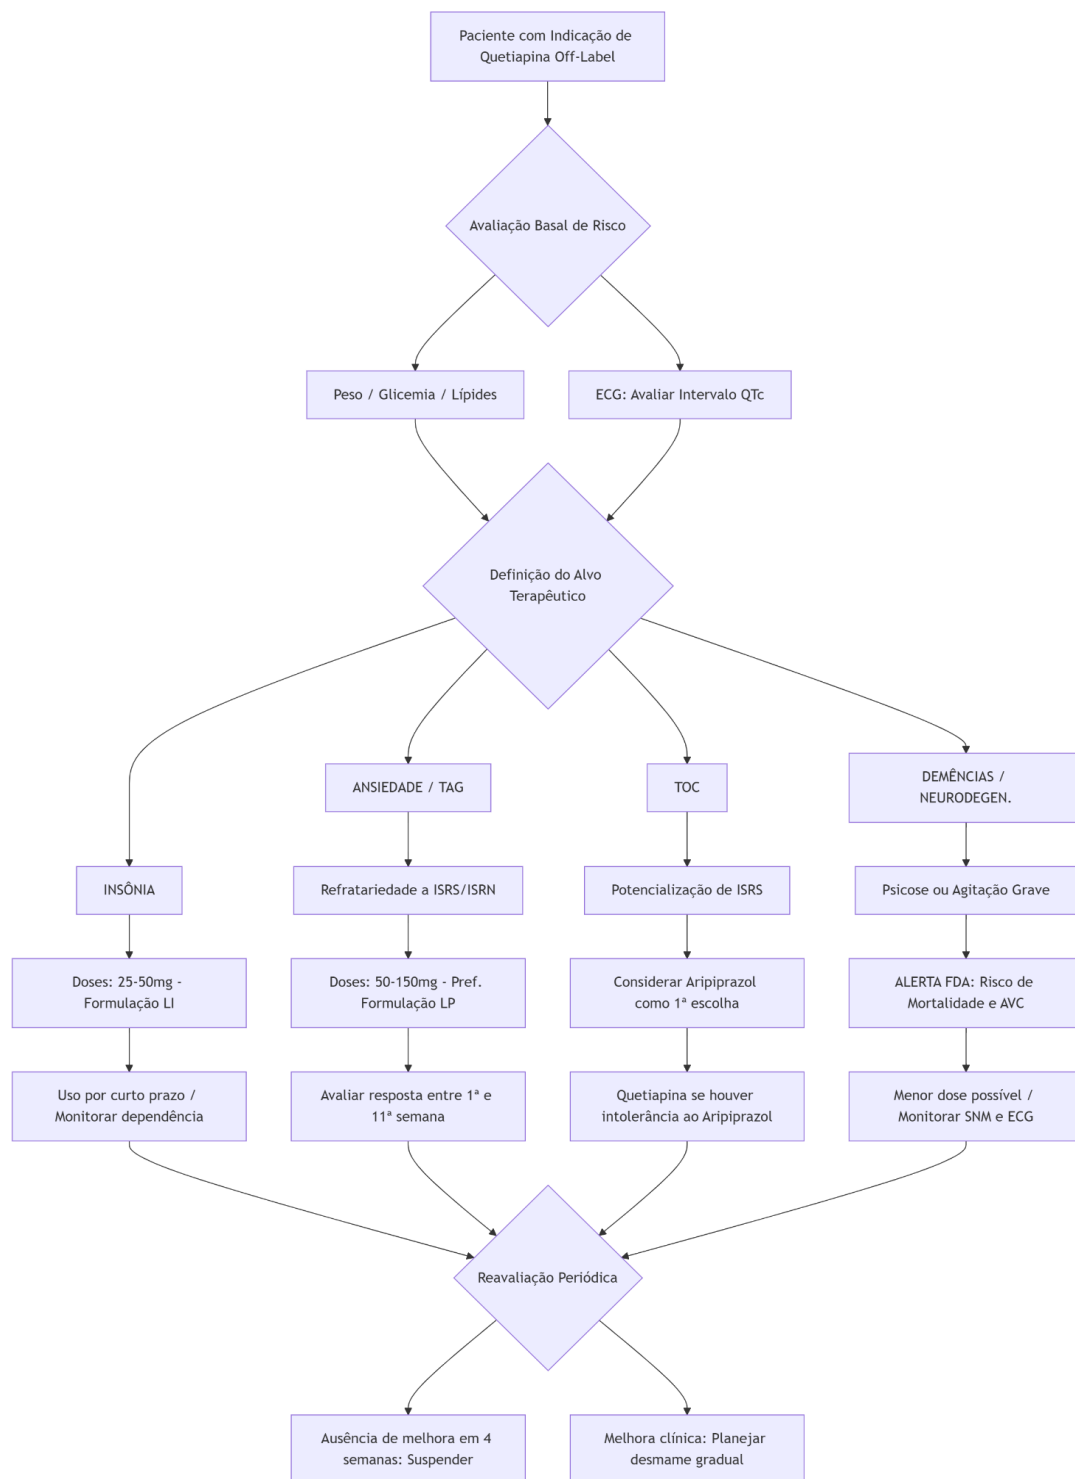 Paciente com Indicação de
Quetiapina Off-Label
Avaliação Basal de Risco
Peso / Glicemia / Lípides
ECG: Avaliar Intervalo QTc
Definição do Alvo
Terapêutico
INSÔNIA
ANSIEDADE / TAG
TOC
DEMÊNCIAS /
NEURODEGEN.
Refratariedade a ISRS/ISRN
Potencialização de ISRS
Psicose ou Agitação Grave
Doses: 25-50mg -
Formulação LI
Doses: 50-150mg - Pref.
Formulação LP
Considerar Aripiprazol
como 1ª escolha
ALERTA FDA: Risco de
Mortalidade e AVC
Uso por curto prazo /
Monitorar dependência
Avaliar resposta entre 1ª e
11ª semana
Quetiapina se houver
intolerância ao Aripiprazol
Menor dose possível /
Monitorar SNM e ECG
Reavaliação Periódica
Ausência de melhora em 4
semanas: Suspender
Melhora clínica: Planejar
desmame gradual